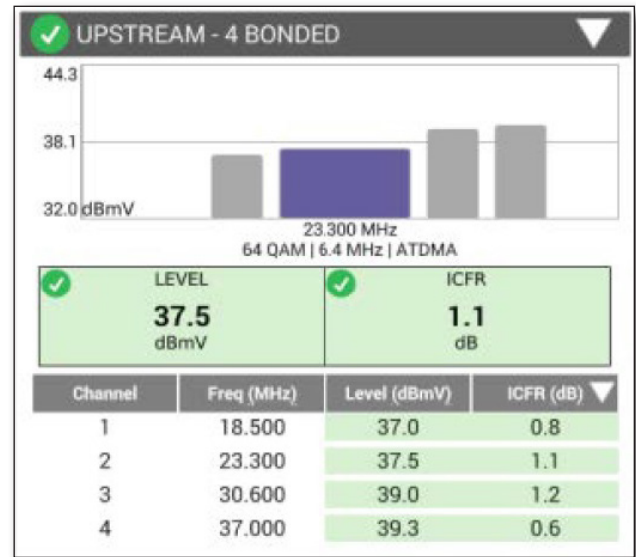 UPSTREAM - 4 BONDED
44.3
38.1
32.0 dBmV
23.300 MHz
64 QAM | 6.4 MHz | ATDMA
LEVEL ICFR
37.5 1.1
dBmV dB
Channel Freq (MHz) Level (dBmV) ICFR (dB)
1 18.500 37.0 0.8
2 23.300 37.5 1.1
3 30.600 39.0 1.2
4 37.000 39.3 0.6